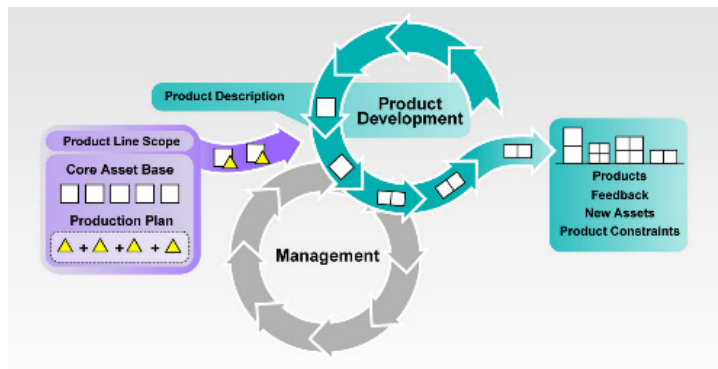 Product Description
Product
Development
Product Line Scope
Core Asset Base
Production Plan
+ + +
Management
Products
Feedback
New Assets
Product Constraints